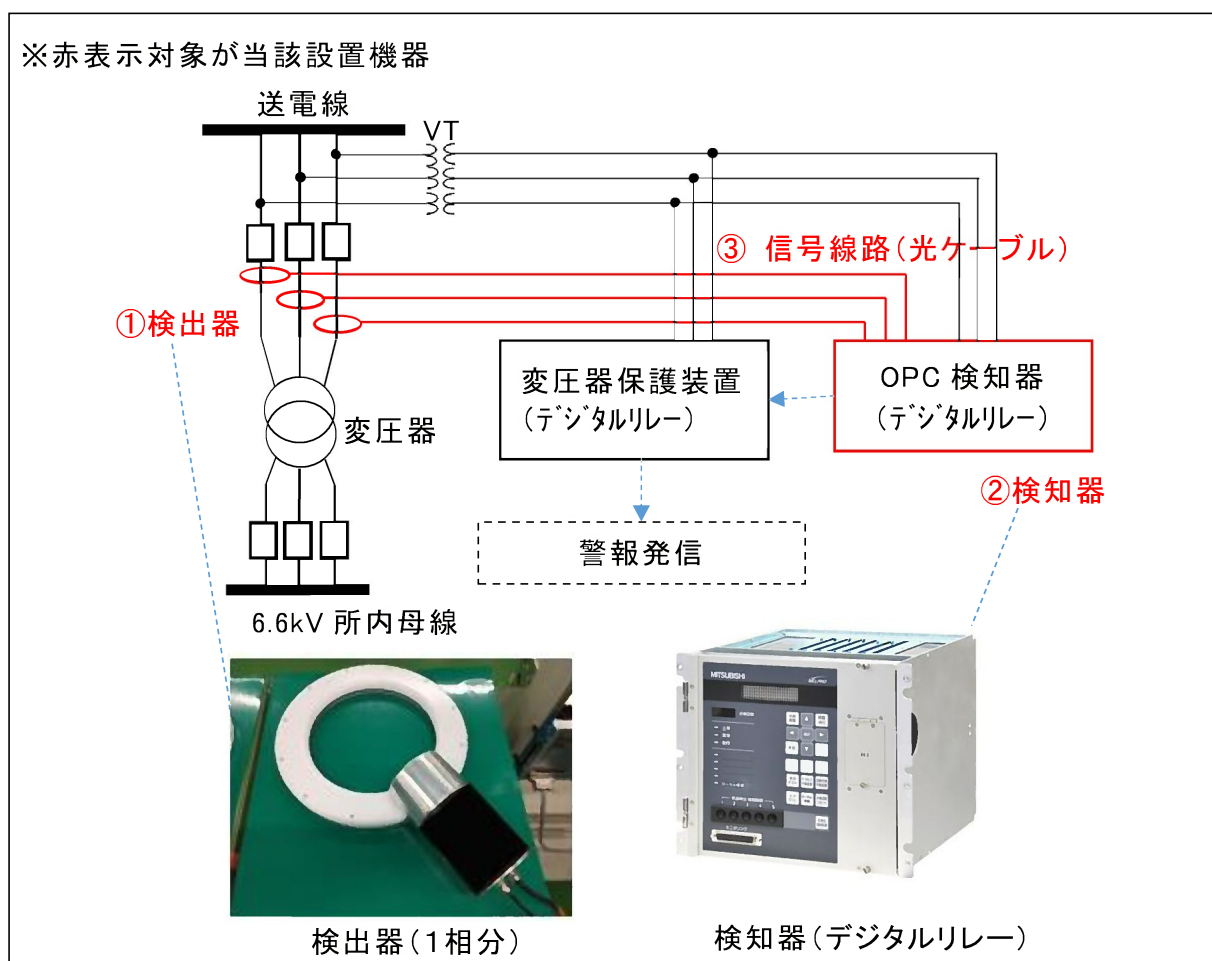 ※赤表示対象が当該設置機器
送電線
VT
③ 信号線路(光ケーブル)
①検出器
変圧器保護装置
(デジタルリレー)
OPC 検知器
(デジタルリレー)
変圧器
②検知器
警報発信
6.6kV 所内母線
MITSUBISHI
検出器(1相分)
検知器(デジタルリレー)